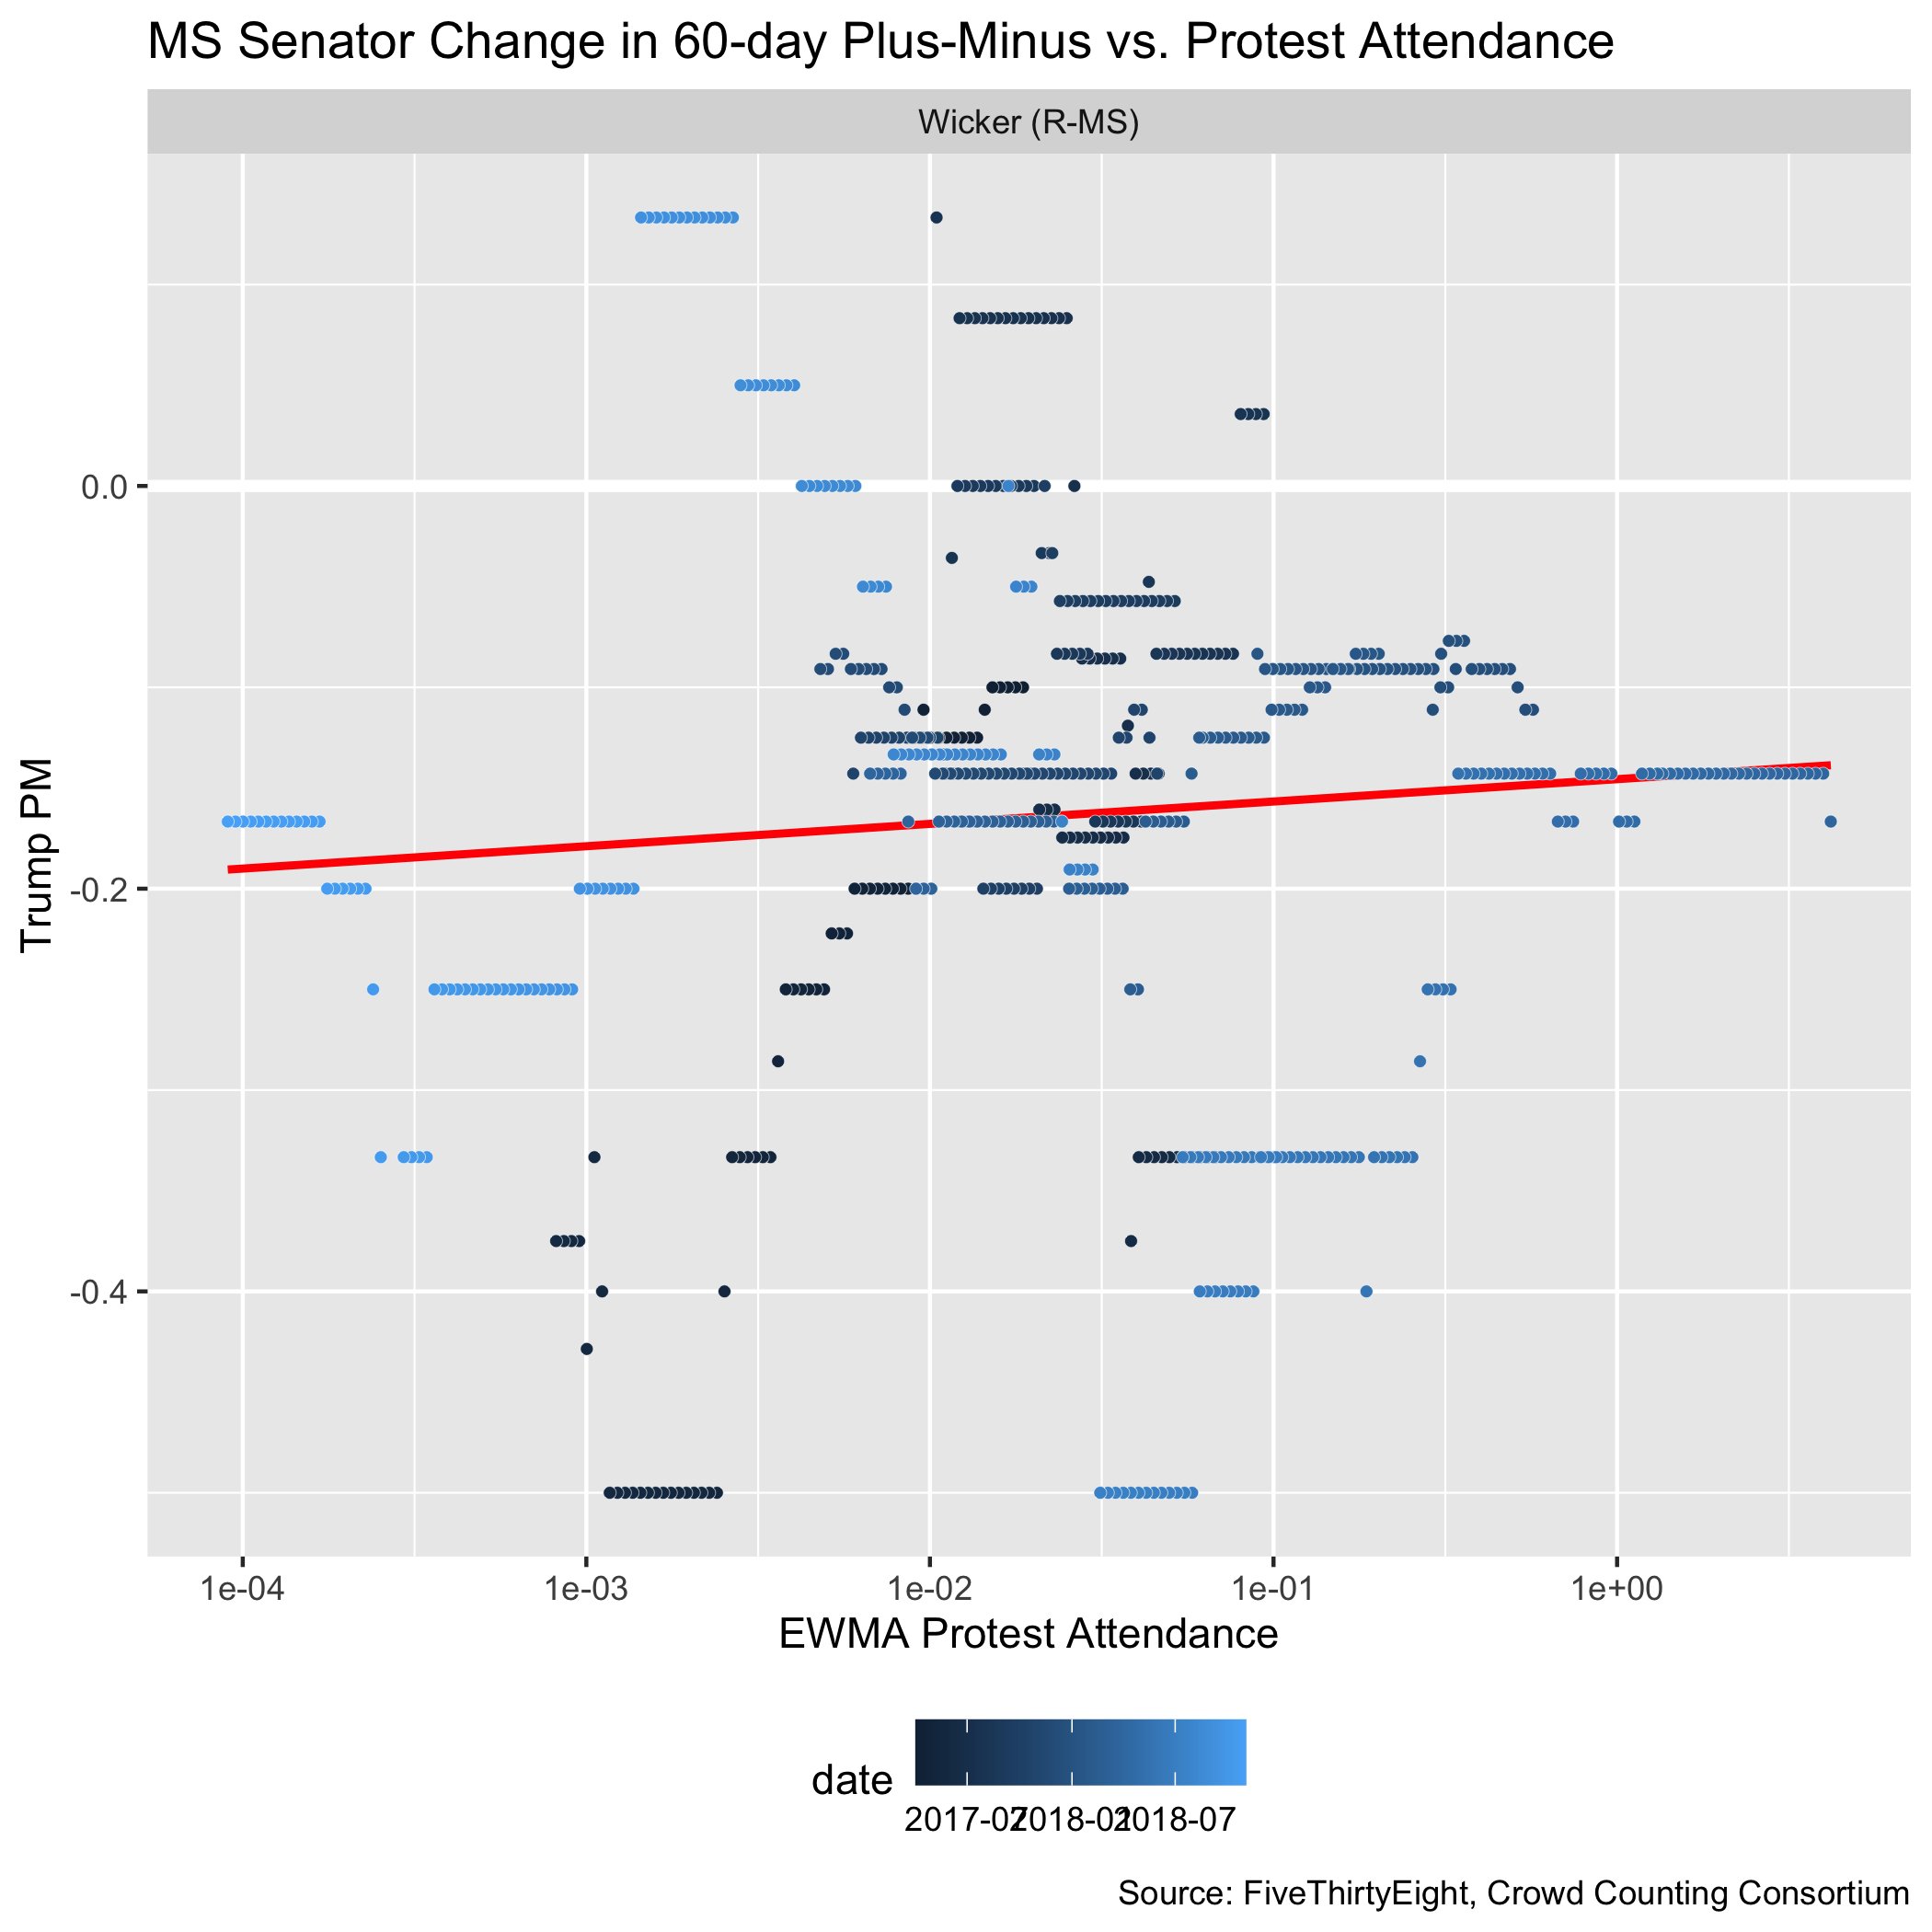 MS Senator Change in 60-day Plus-Minus vs. Protest Attendance
Wicker (R-MS)
Trump PM
0.0
-0.2
-0.4
1e-04 1e-03 1e-02 1e-01 1e+00
EWMA Protest Attendance
date
2017-07 2018-01 2018-07
Source: FiveThirtyEight, Crowd Counting Consortium